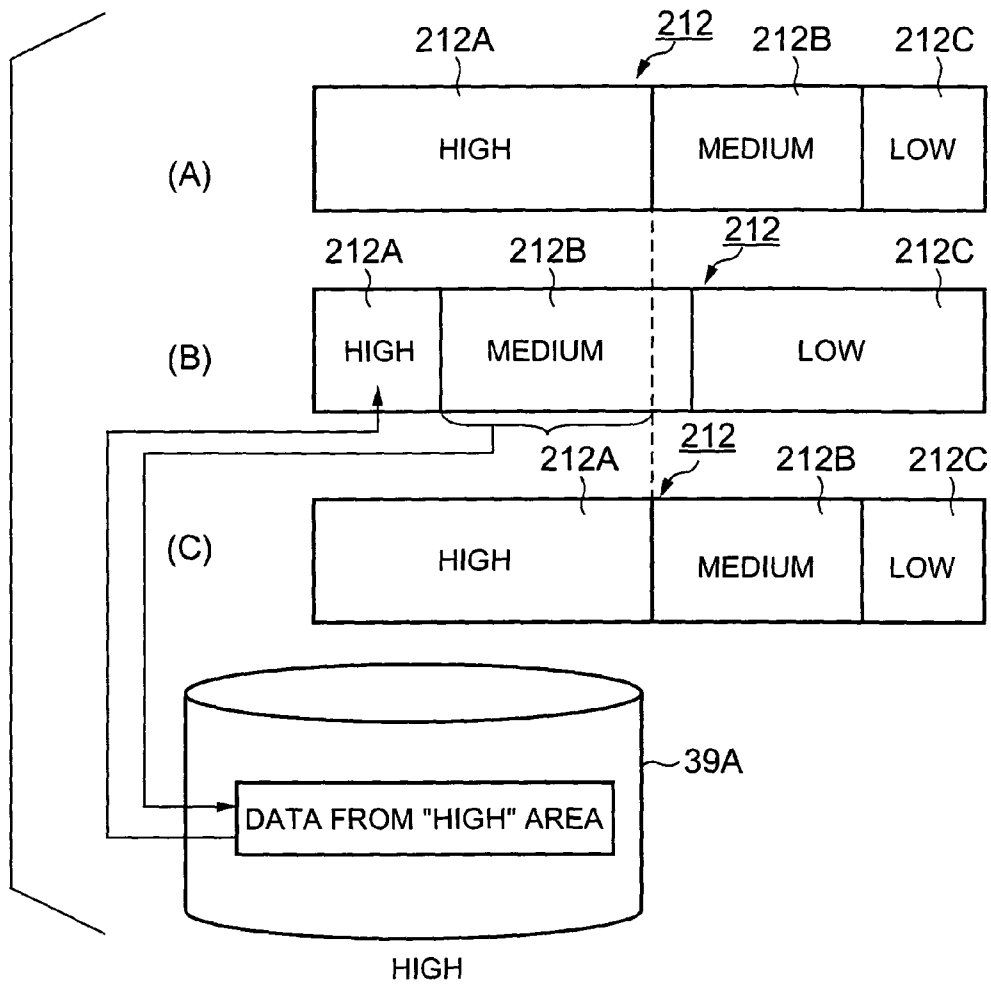 212A 212 212B 212C
(A) HIGH MEDIUM LOW
212A 212B 212 212C
(B) HIGH MEDIUM LOW
212A 212 212B 212C
(C) HIGH MEDIUM LOW
39A
DATA FROM "HIGH" AREA
HIGH